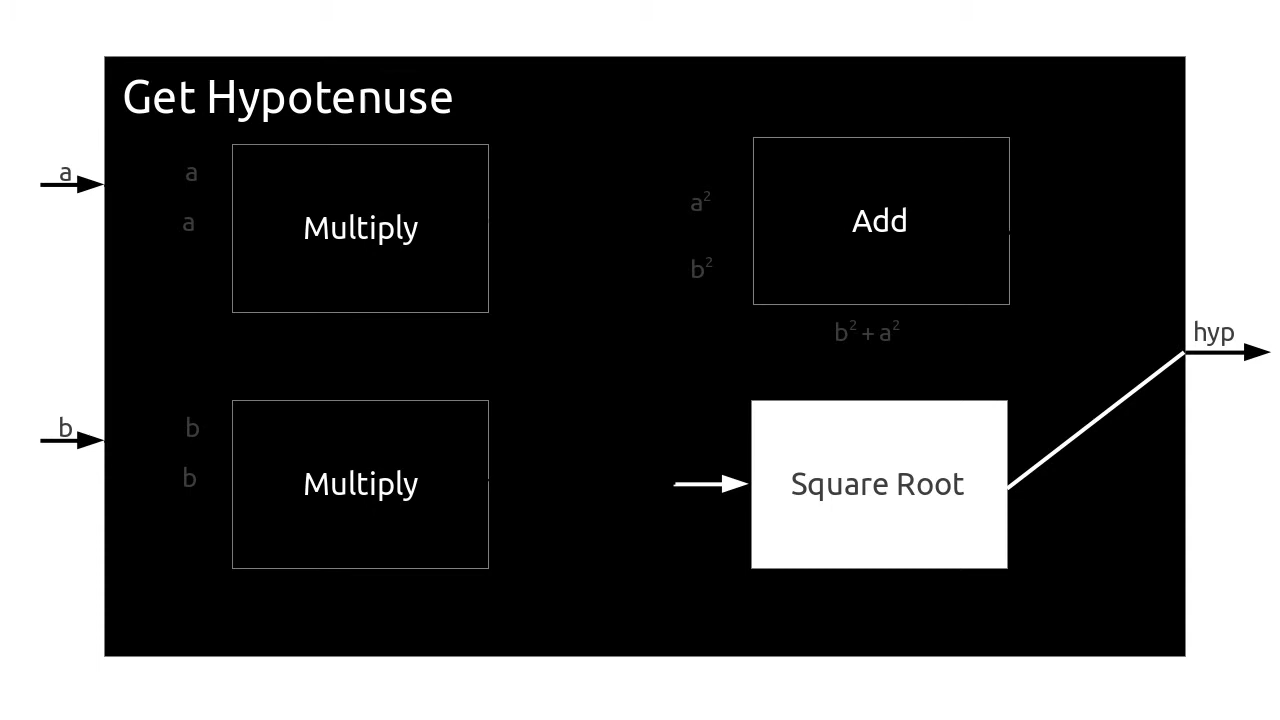 Get Hypotenuse
a
a
a
Multiply
a²
b²
Add
b² + a²
hyp
b
b
b
Multiply
Square Root